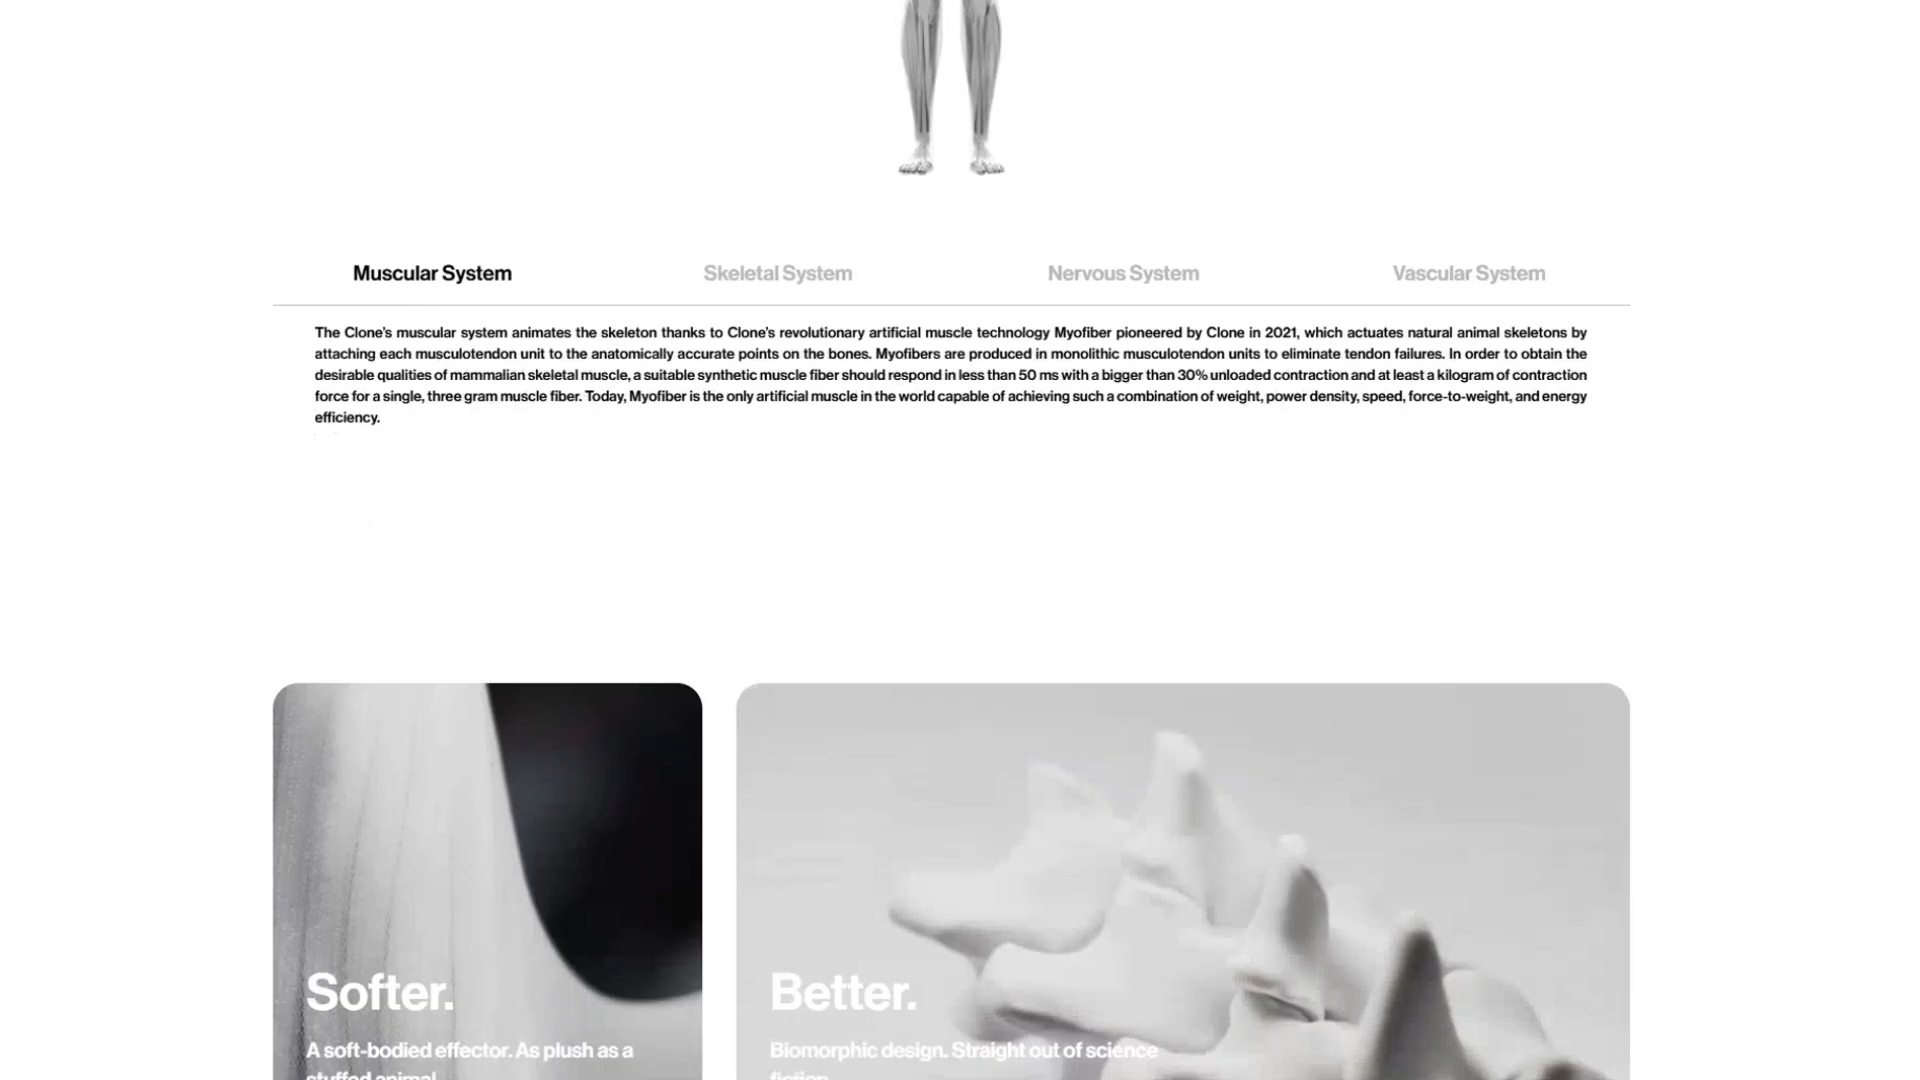 Muscular System
Skeletal System
Nervous System
Vascular System
The Clone's muscular system animates the skeleton thanks to Clone's revolutionary artificial muscle technology Myofiber pioneered by Clone in 2021, which actuates natural animal skeletons by
attaching each musculotendon unit to the anatomically accurate points on the bones. Myofibers are produced in monolithic musculotendon units to eliminate tendon failures. In order to obtain the
desirable qualities of mammalian skeletal muscle, a suitable synthetic muscle fiber should respond in less than 50 ms with a bigger than 30% unloaded contraction and at least a kilogram of contraction
force for a single, three gram muscle fiber. Today, Myofiber is the only artificial muscle in the world capable of achieving such a combination of weight, power density, speed, force-to-weight, and energy
efficiency.
Softer.
A soft-bodied effector. As plush as a
stuffed animal.
Better.
Biomorphic design. Straight out of science
fiction.